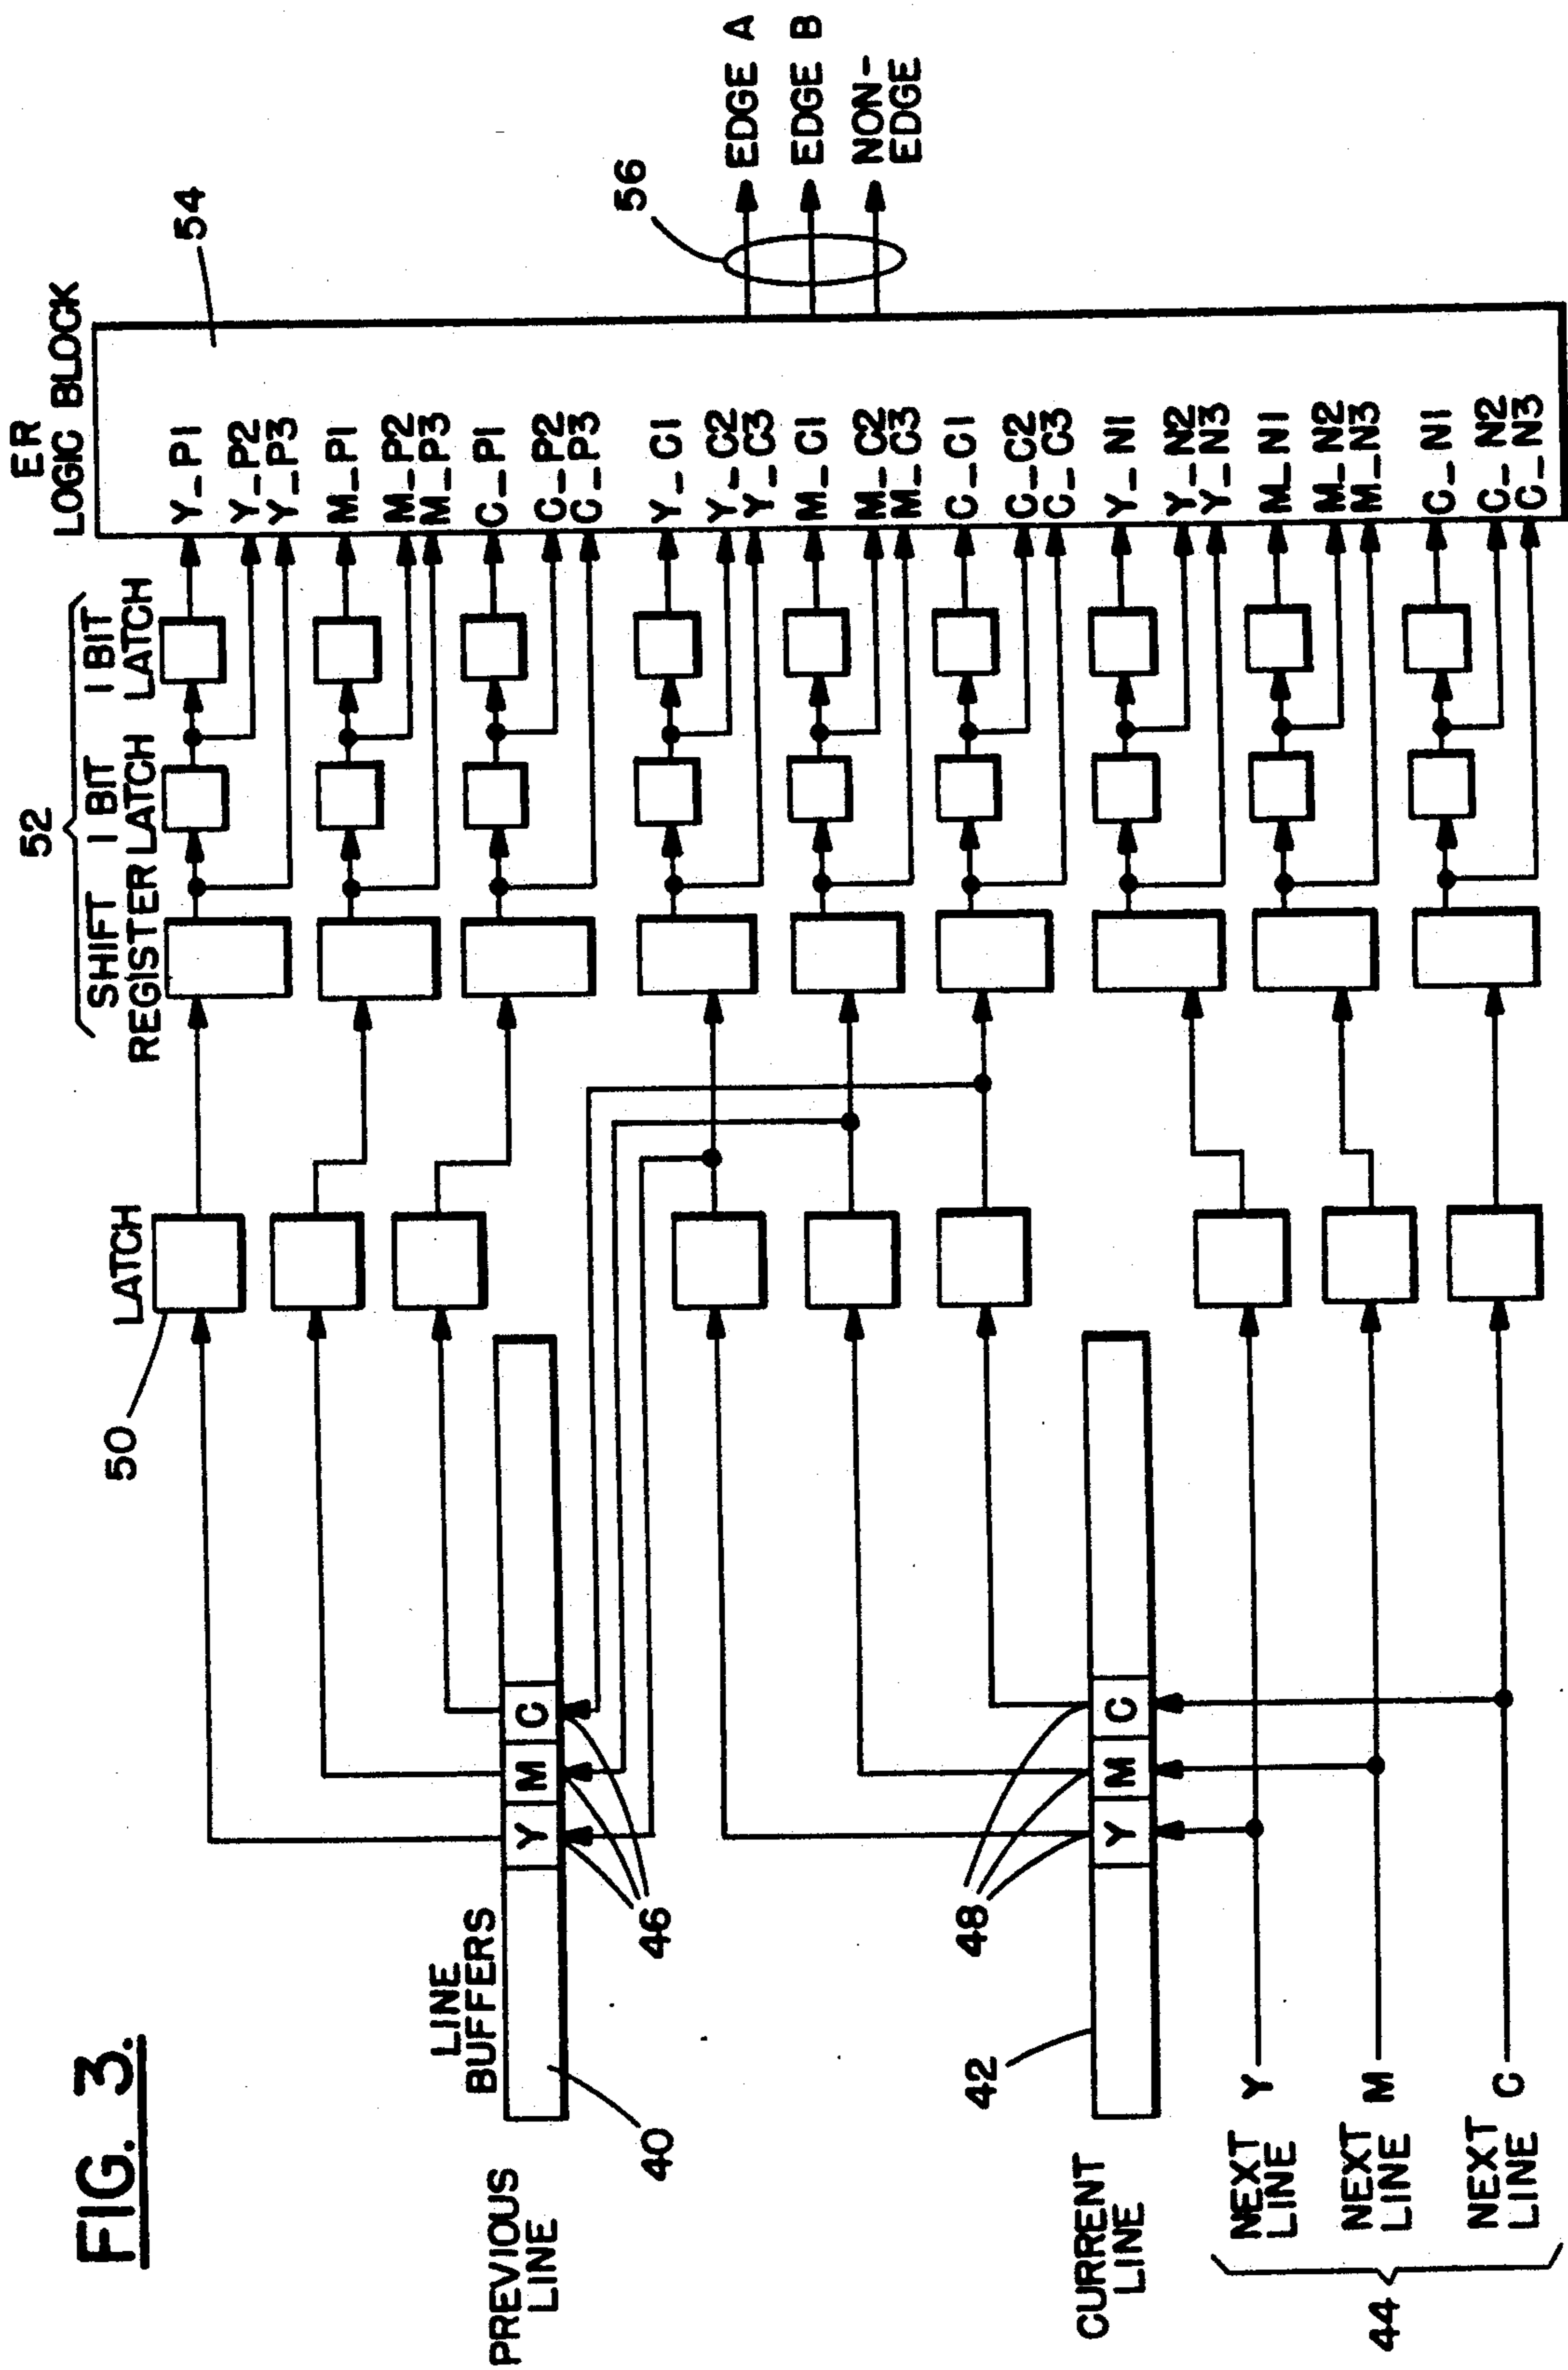 FIG. 3.
PREVIOUS
LINE
LINE
BUFFERS
40
Y M C
46
CURRENT
LINE
42
Y M C
48
44
NEXT
LINE Y
NEXT
LINE M
NEXT
LINE C
50
LATCH
52
SHIFT
REGISTER
1 BIT
LATCH
1 BIT
LATCH
ER
LOGIC BLOCK
54
Y_P1
Y_P2
Y_P3
M_P1
M_P2
M_P3
C_P1
C_P2
C_P3
Y_C1
Y_C2
Y_C3
M_C1
M_C2
M_C3
C_C1
C_C2
C_C3
Y_N1
Y_N2
Y_N3
M_N1
M_N2
M_N3
C_N1
C_N2
C_N3
56
EDGE A
EDGE B
NON-
EDGE